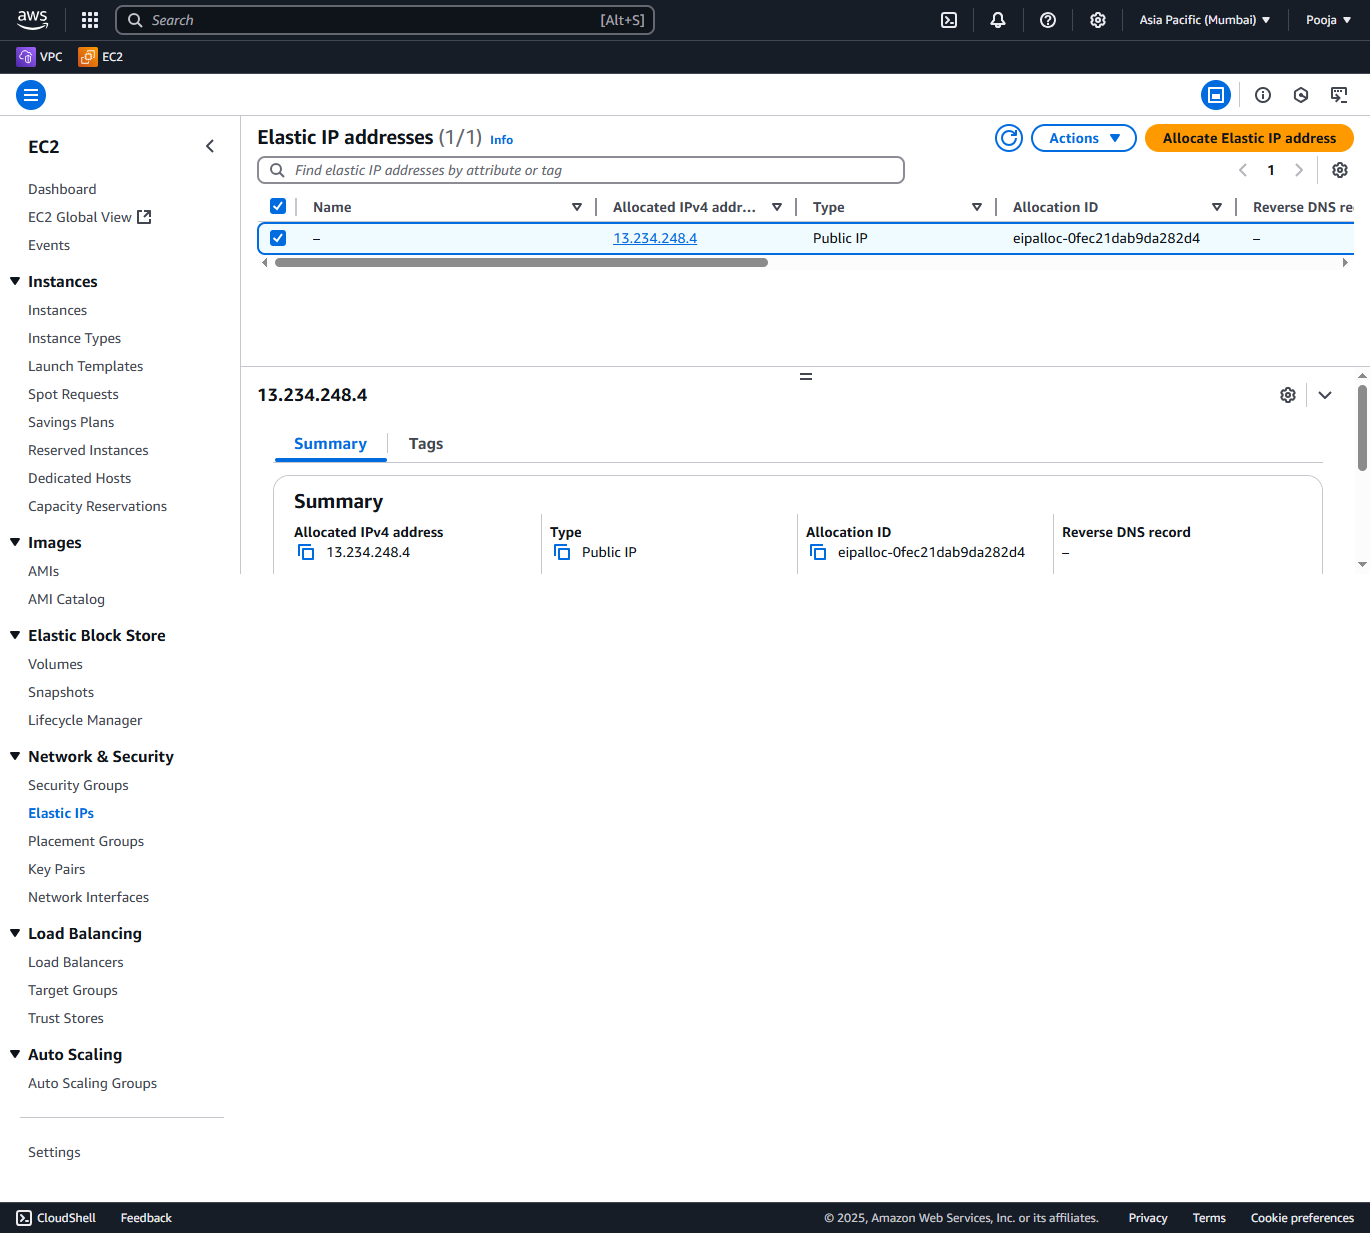 aws
Search
[Alt+S]
Asia Pacific (Mumbai)
Pooja
VPC
EC2
EC2
Dashboard
EC2 Global View
Events
Instances
Instances
Instance Types
Launch Templates
Spot Requests
Savings Plans
Reserved Instances
Dedicated Hosts
Capacity Reservations
Images
AMIs
AMI Catalog
Elastic Block Store
Volumes
Snapshots
Lifecycle Manager
Network & Security
Security Groups
Elastic IPs
Placement Groups
Key Pairs
Network Interfaces
Load Balancing
Load Balancers
Target Groups
Trust Stores
Auto Scaling
Auto Scaling Groups
Settings
Elastic IP addresses (1/1) Info
Actions
Allocate Elastic IP address
Find elastic IP addresses by attribute or tag
1
Name Allocated IPv4 addr... Type Allocation ID Reverse DNS re
– 13.234.248.4 Public IP eipalloc-0fec21dab9da282d4 –
13.234.248.4
Summary Tags
Summary
Allocated IPv4 address
13.234.248.4
Type
Public IP
Allocation ID
eipalloc-0fec21dab9da282d4
Reverse DNS record
–
CloudShell Feedback © 2025, Amazon Web Services, Inc. or its affiliates. Privacy Terms Cookie preferences